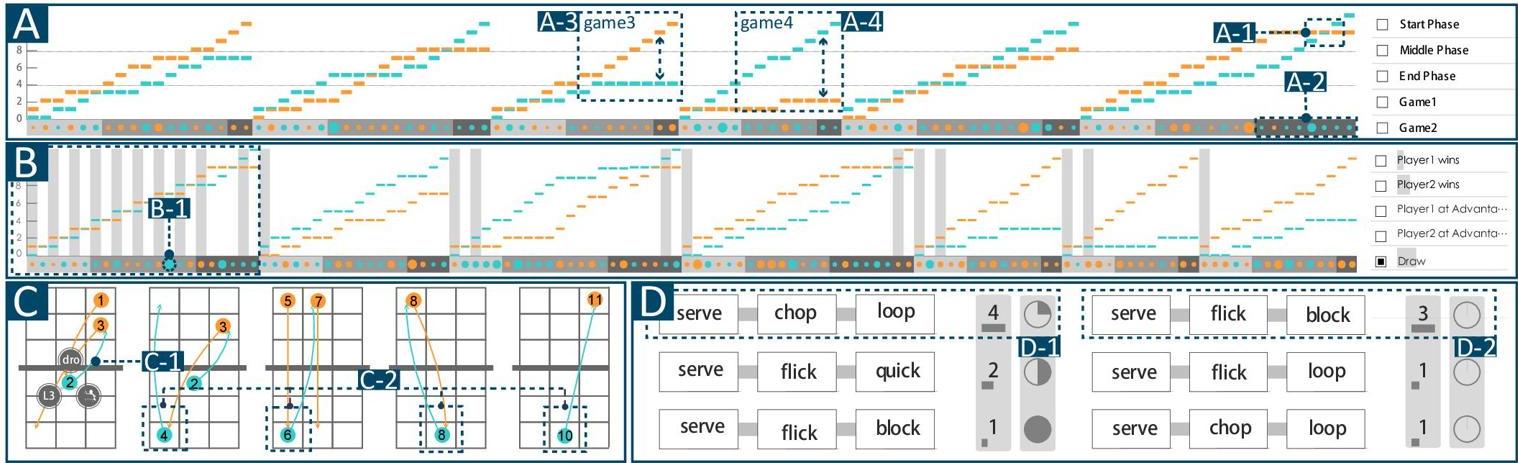 A
A-3 game3
game4 A-4
A-1
A-2
8
6
4
2
0
Start Phase
Middle Phase
End Phase
Game1
Game2
B
B-1
8
6
4
2
0
Player1 wins
Player2 wins
Player1 at Advanta···
Player2 at Advanta···
Draw
C
1
3
dro
2
L3
C-1
3
2
4
5 7
6
C-2
8
8
11
10
D
serve chop loop 4
D-1
serve flick quick 2
serve flick block 1
serve flick block 3
D-2
serve flick loop 1
serve chop loop 1